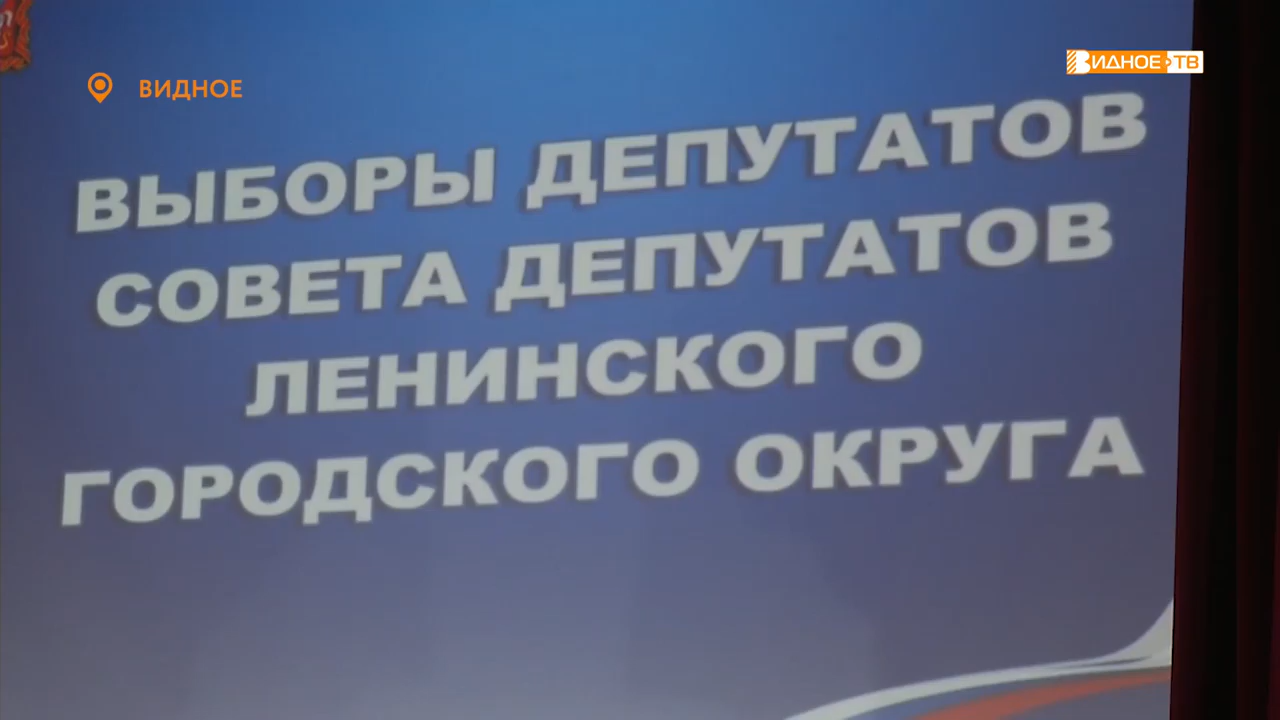 ВИДНОЕ
ВИДНОЕ ТВ
ВЫБОРЫ ДЕПУТАТОВ
СОВЕТА ДЕПУТАТОВ
ЛЕНИНСКОГО
ГОРОДСКОГО ОКРУГА